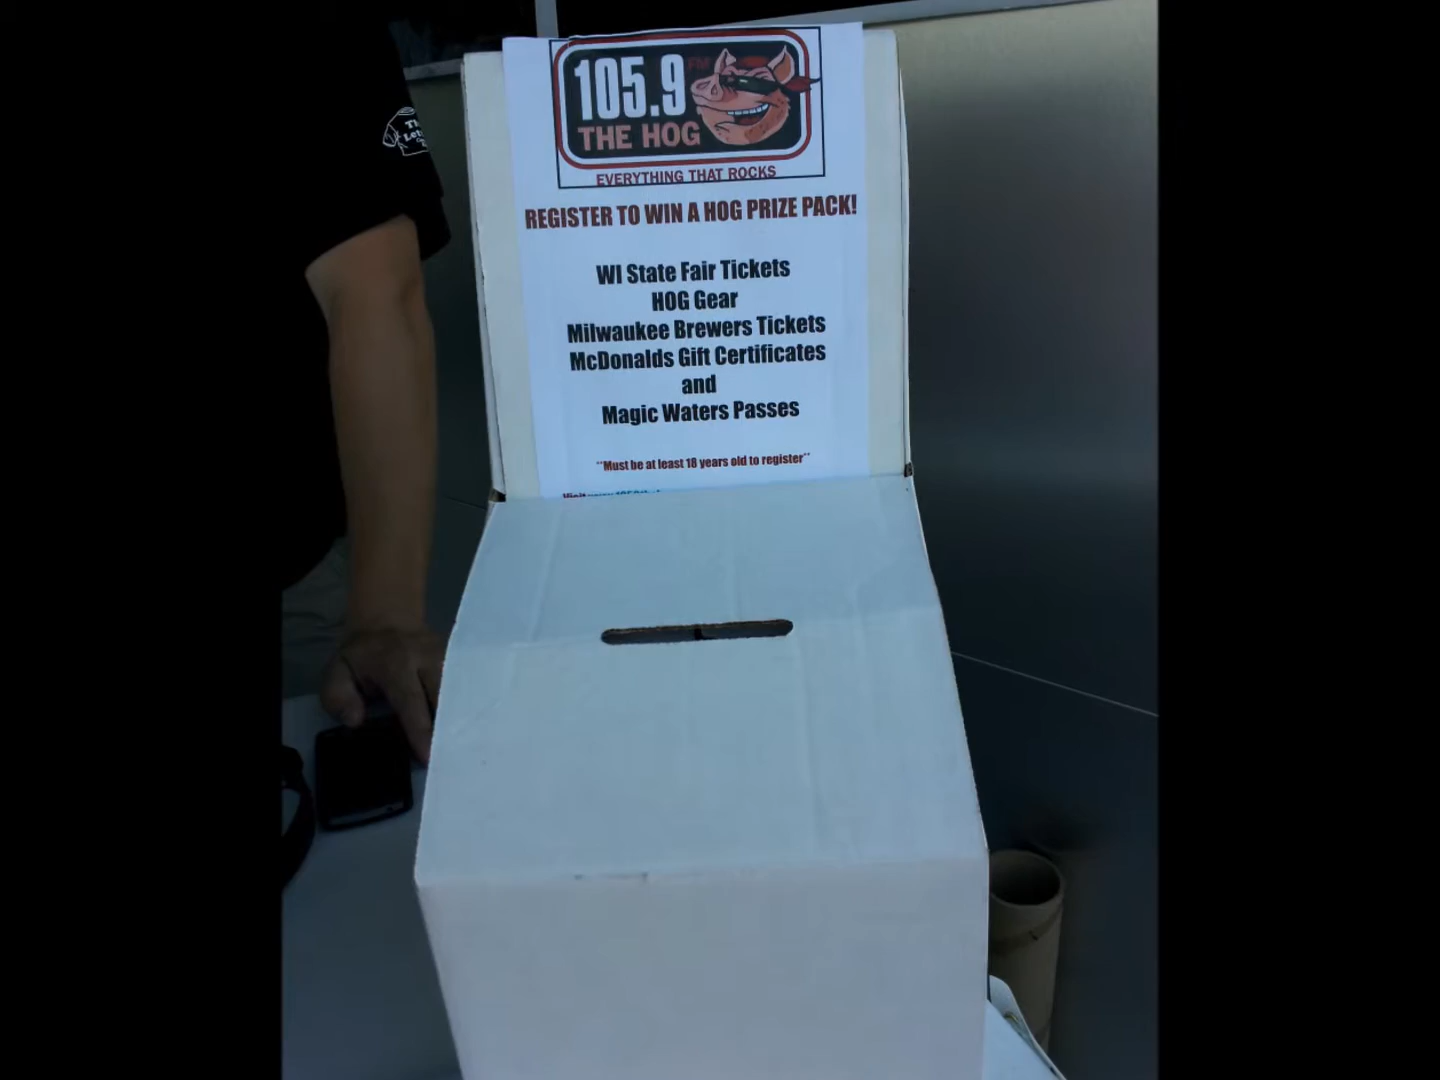 105.9 FM
THE HOG
EVERYTHING THAT ROCKS
REGISTER TO WIN A HOG PRIZE PACK!
WI State Fair Tickets
HOG Gear
Milwaukee Brewers Tickets
McDonalds Gift Certificates
and
Magic Waters Passes
**Must be at least 18 years old to register**
Visit